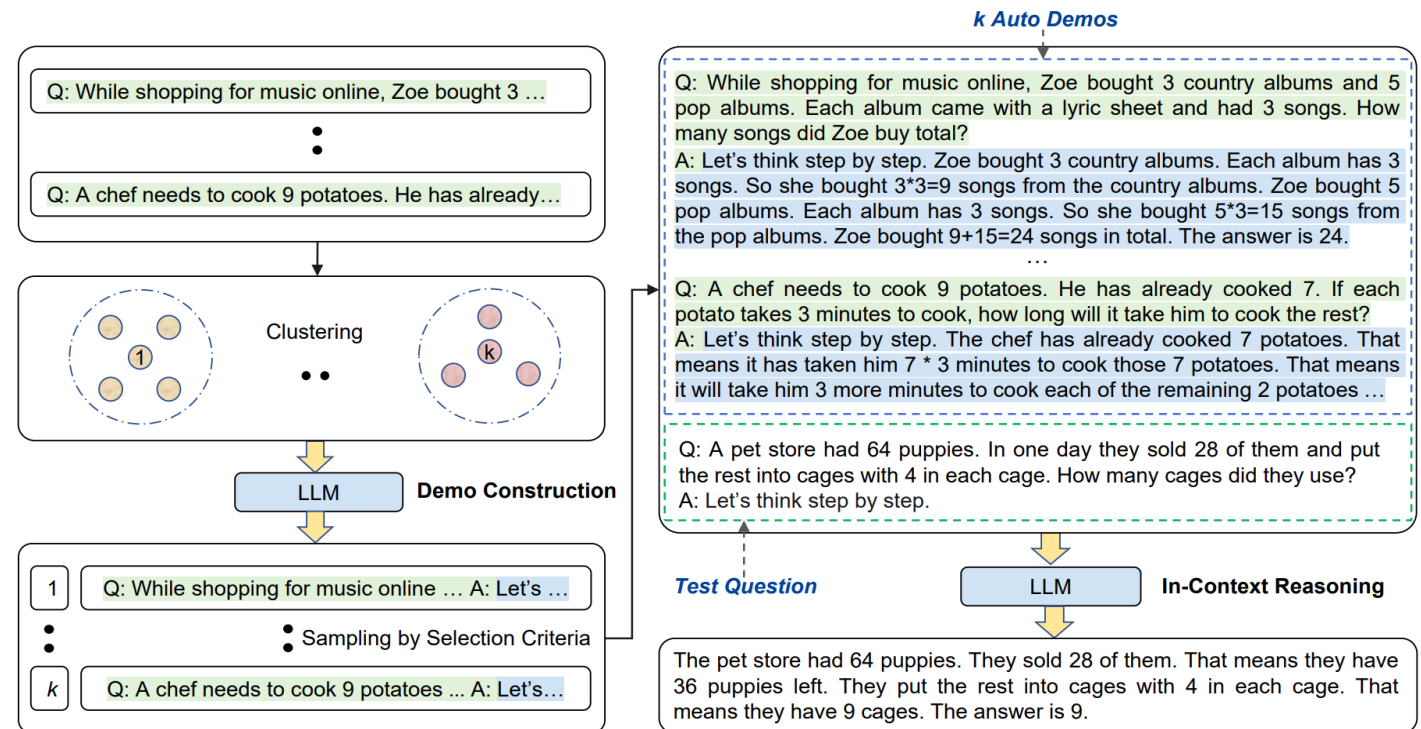 Q: While shopping for music online, Zoe bought 3 …
Q: A chef needs to cook 9 potatoes. He has already…
1
Clustering
k
LLM
Demo Construction
1
Q: While shopping for music online … A: Let’s …
Sampling by Selection Criteria
k
Q: A chef needs to cook 9 potatoes ... A: Let’s…
k Auto Demos
Q: While shopping for music online, Zoe bought 3 country albums and 5
pop albums. Each album came with a lyric sheet and had 3 songs. How
many songs did Zoe buy total?
A: Let’s think step by step. Zoe bought 3 country albums. Each album has 3
songs. So she bought 3*3=9 songs from the country albums. Zoe bought 5
pop albums. Each album has 3 songs. So she bought 5*3=15 songs from
the pop albums. Zoe bought 9+15=24 songs in total. The answer is 24.
…
Q: A chef needs to cook 9 potatoes. He has already cooked 7. If each
potato takes 3 minutes to cook, how long will it take him to cook the rest?
A: Let’s think step by step. The chef has already cooked 7 potatoes. That
means it has taken him 7 * 3 minutes to cook those 7 potatoes. That means
it will take him 3 more minutes to cook each of the remaining 2 potatoes …
Q: A pet store had 64 puppies. In one day they sold 28 of them and put
the rest into cages with 4 in each cage. How many cages did they use?
A: Let’s think step by step.
Test Question
LLM
In-Context Reasoning
The pet store had 64 puppies. They sold 28 of them. That means they have
36 puppies left. They put the rest into cages with 4 in each cage. That
means they have 9 cages. The answer is 9.